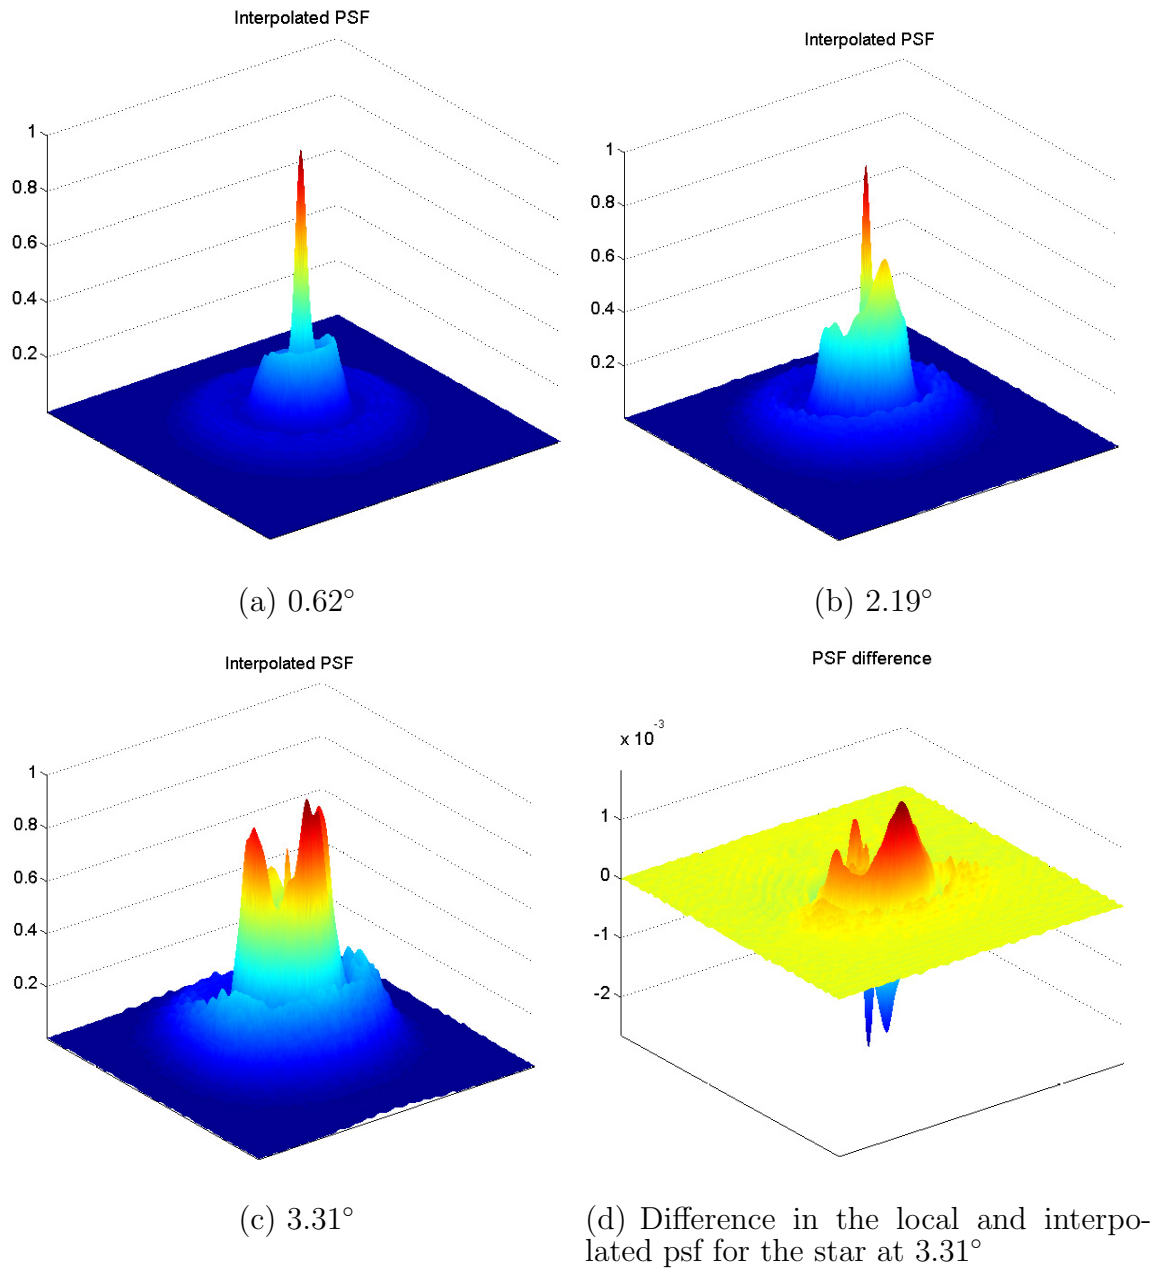 Interpolated PSF
1
0.8
0.6
0.4
0.2
(a) 0.62°
Interpolated PSF
1
0.8
0.6
0.4
0.2
(b) 2.19°
Interpolated PSF
1
0.8
0.6
0.4
0.2
(c) 3.31°
PSF difference
x 10⁻³
1
0
-1
-2
(d) Difference in the local and interpo-
lated psf for the star at 3.31°